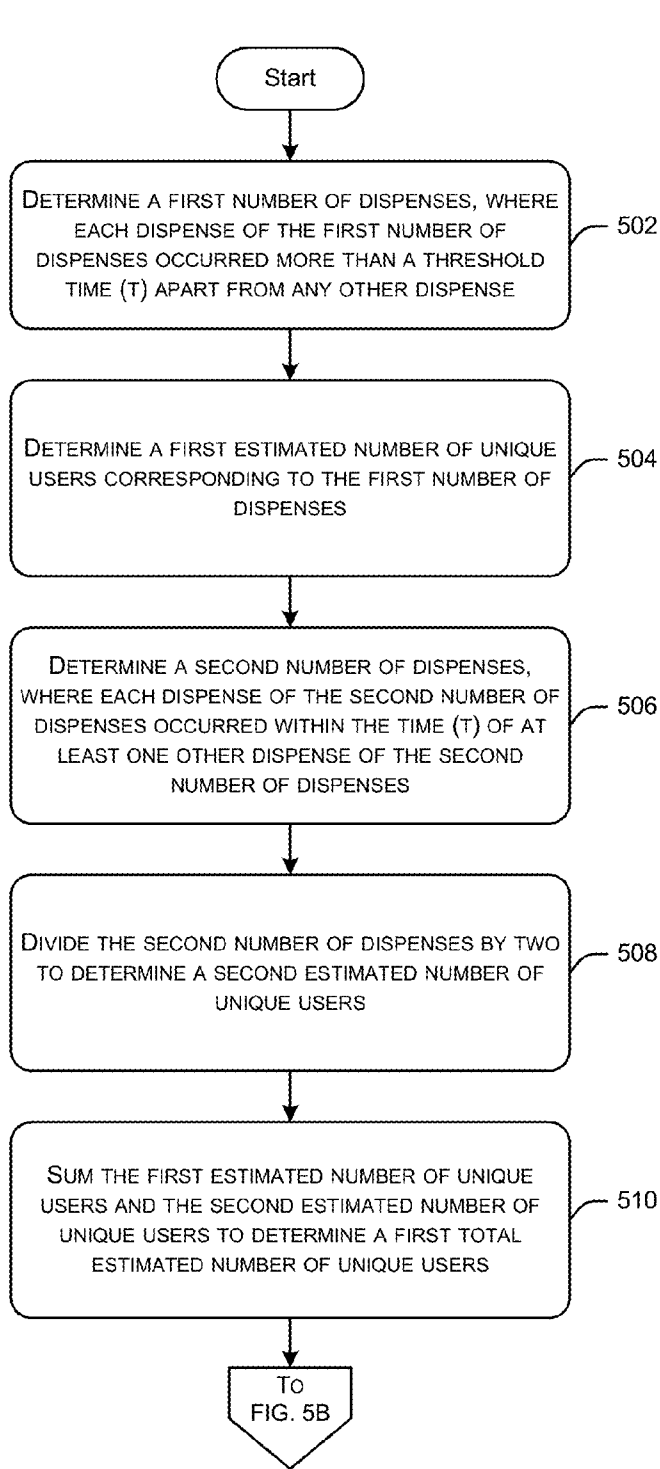 Start
DETERMINE A FIRST NUMBER OF DISPENSES, WHERE
EACH DISPENSE OF THE FIRST NUMBER OF
DISPENSES OCCURRED MORE THAN A THRESHOLD
TIME (T) APART FROM ANY OTHER DISPENSE
502
DETERMINE A FIRST ESTIMATED NUMBER OF UNIQUE
USERS CORRESPONDING TO THE FIRST NUMBER OF
DISPENSES
504
DETERMINE A SECOND NUMBER OF DISPENSES,
WHERE EACH DISPENSE OF THE SECOND NUMBER OF
DISPENSES OCCURRED WITHIN THE TIME (T) OF AT
LEAST ONE OTHER DISPENSE OF THE SECOND
NUMBER OF DISPENSES
506
DIVIDE THE SECOND NUMBER OF DISPENSES BY TWO
TO DETERMINE A SECOND ESTIMATED NUMBER OF
UNIQUE USERS
508
SUM THE FIRST ESTIMATED NUMBER OF UNIQUE
USERS AND THE SECOND ESTIMATED NUMBER OF
UNIQUE USERS TO DETERMINE A FIRST TOTAL
ESTIMATED NUMBER OF UNIQUE USERS
510
TO
FIG. 5B